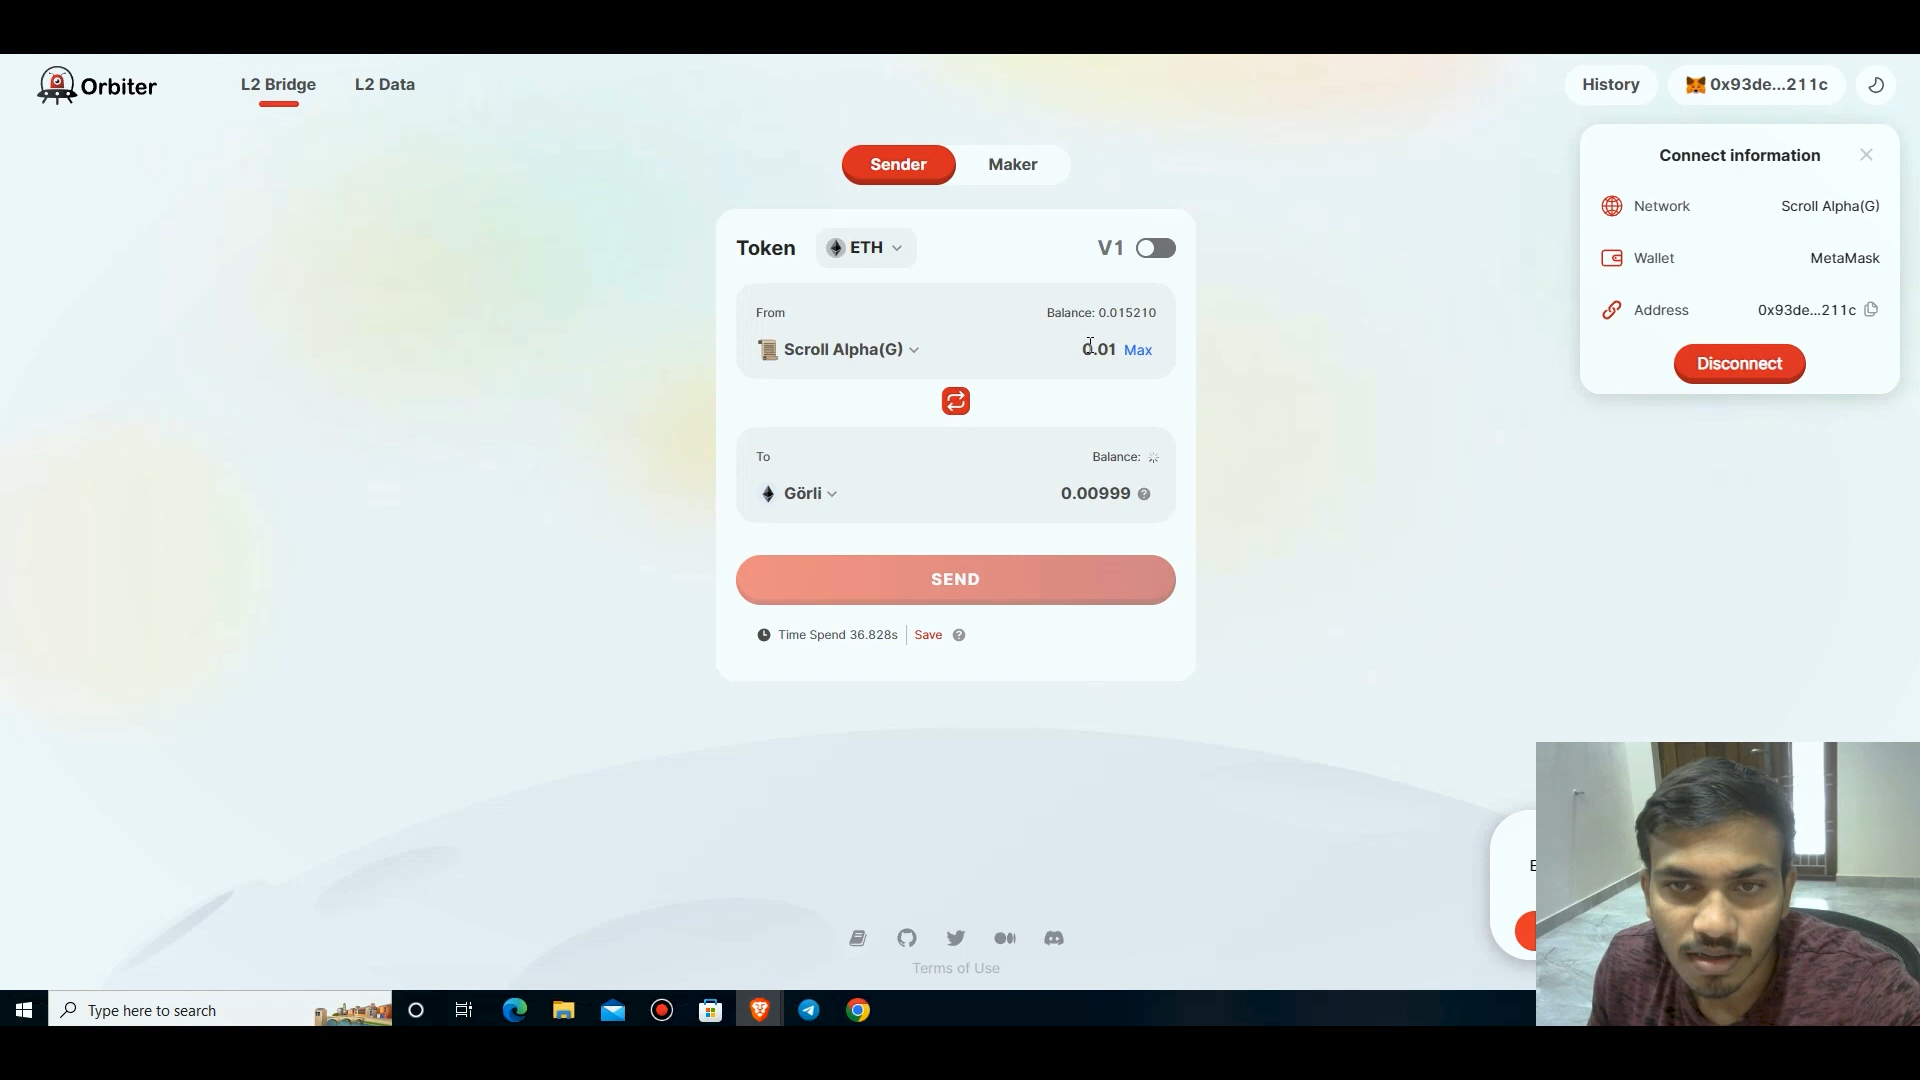 Orbiter
L2 Bridge
L2 Data
History
0x93de...211c
Sender
Maker
Connect information
Network
Scroll Alpha(G)
Wallet
MetaMask
Address
0x93de...211c
Disconnect
Token
ETH
V1
From
Balance: 0.015210
Scroll Alpha(G)
0.01
Max
To
Balance:
Görli
0.00999
SEND
Time Spend 36.828s
Save
Terms of Use
Type here to search